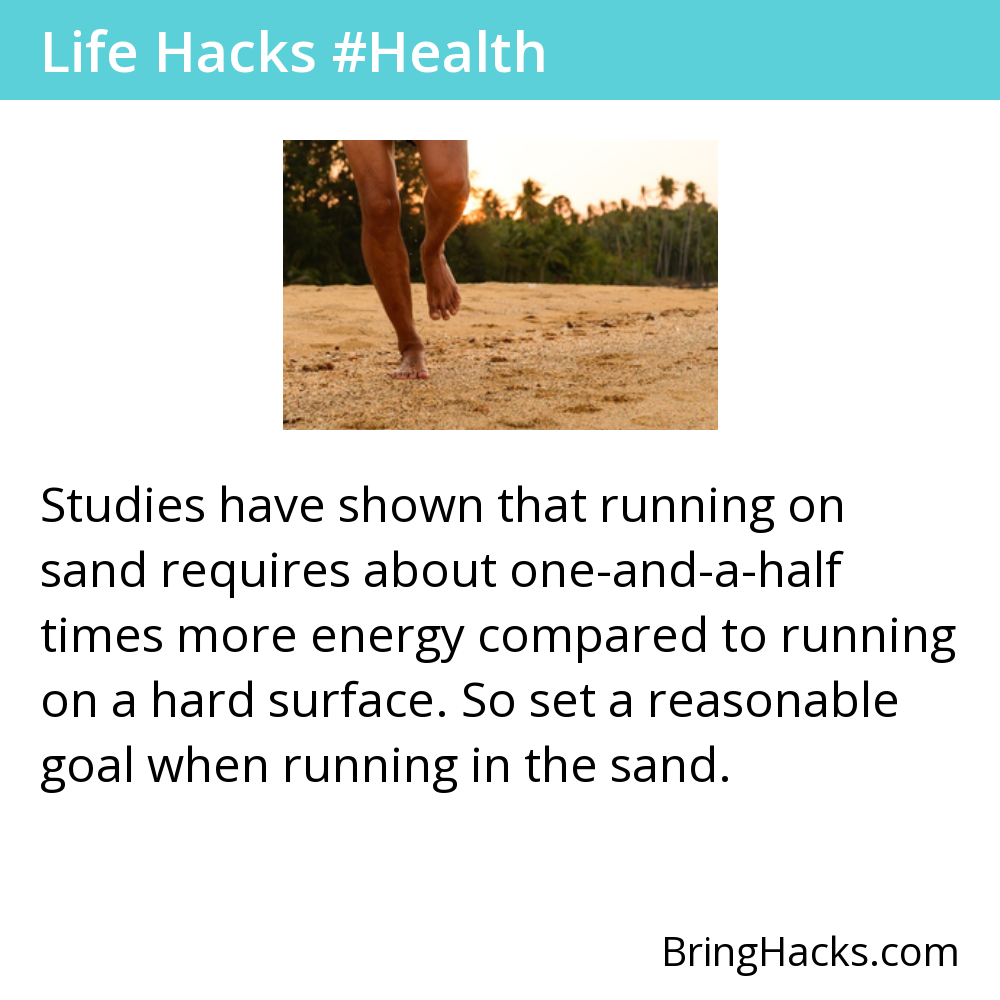 Life Hacks #Health
Studies have shown that running on
sand requires about one-and-a-half
times more energy compared to running
on a hard surface. So set a reasonable
goal when running in the sand.
BringHacks.com